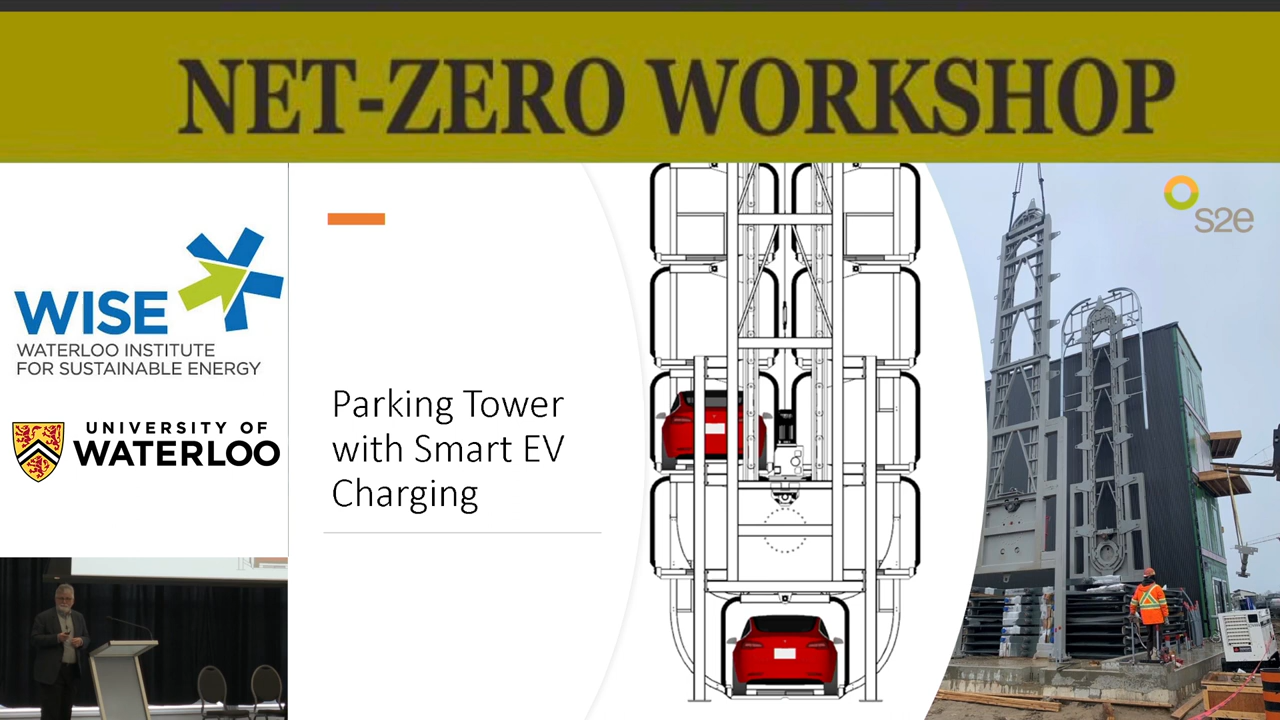 NET-ZERO WORKSHOP
WISE
WATERLOO INSTITUTE
FOR SUSTAINABLE ENERGY
UNIVERSITY OF
WATERLOO
Parking Tower
with Smart EV
Charging
s2e